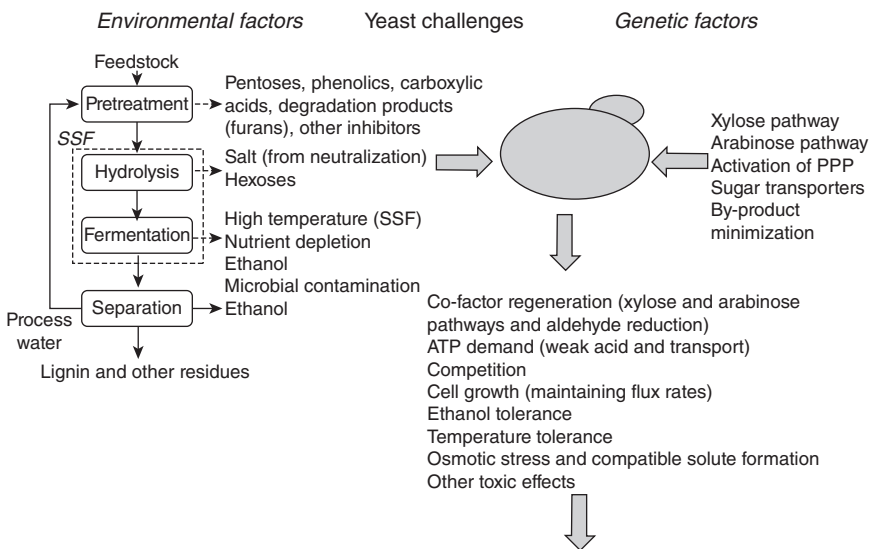 Environmental factors
Yeast challenges
Genetic factors
Feedstock
Pretreatment
Pentoses, phenolics, carboxylic
acids, degradation products
(furans), other inhibitors
SSF
Hydrolysis
Salt (from neutralization)
Hexoses
Fermentation
High temperature (SSF)
Nutrient depletion
Ethanol
Microbial contamination
Separation
Ethanol
Process
water
Lignin and other residues
Xylose pathway
Arabinose pathway
Activation of PPP
Sugar transporters
By-product
minimization
Co-factor regeneration (xylose and arabinose
pathways and aldehyde reduction)
ATP demand (weak acid and transport)
Competition
Cell growth (maintaining flux rates)
Ethanol tolerance
Temperature tolerance
Osmotic stress and compatible solute formation
Other toxic effects